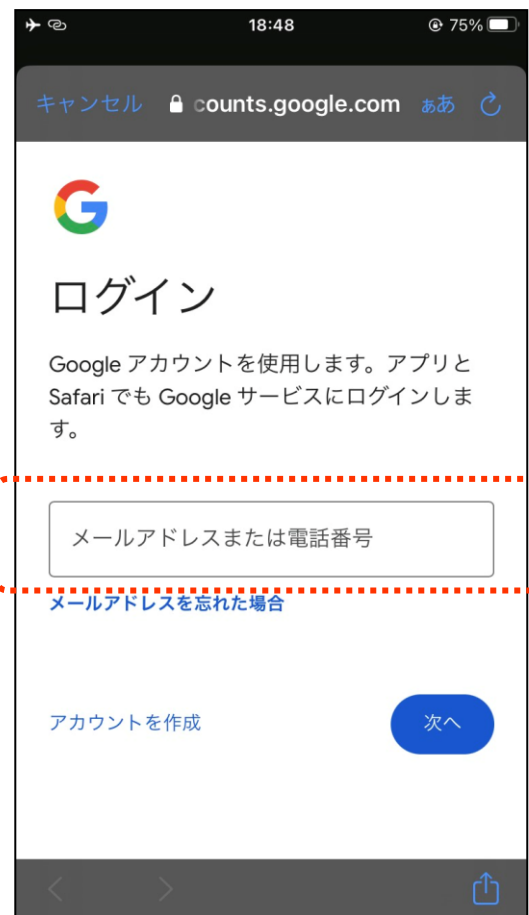 18:48
75%
キャンセル counts.google.com ぁあ
G
ログイン
Google アカウントを使用します。アプリと
Safari でも Google サービスにログインしま
す。
メールアドレスまたは電話番号
メールアドレスを忘れた場合
アカウントを作成
次へ